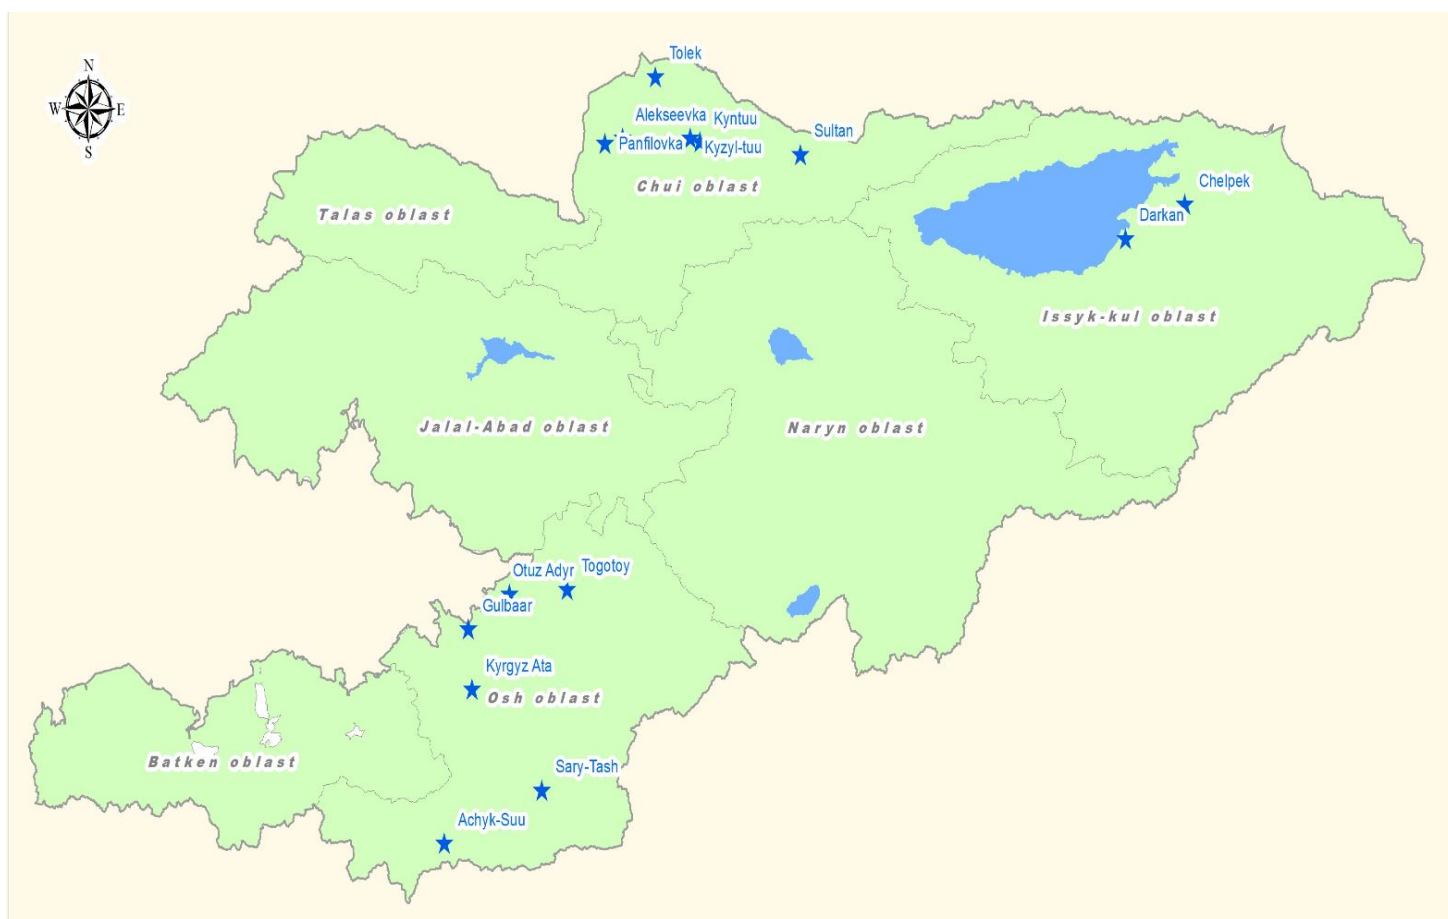 Tolek
N
W E
S
Alekseevka
Kyntuu
Sultan
Panfilovka
Kyzyl-tuu
Chui oblast
Chelpek
Talas oblast
Darkan
Issyk-kul oblast
Jalal-Abad oblast
Naryn oblast
Otuz Adyr
Togotoy
Gulbaar
Kyrgyz Ata
Osh oblast
Batken oblast
Sary-Tash
Achyk-Suu